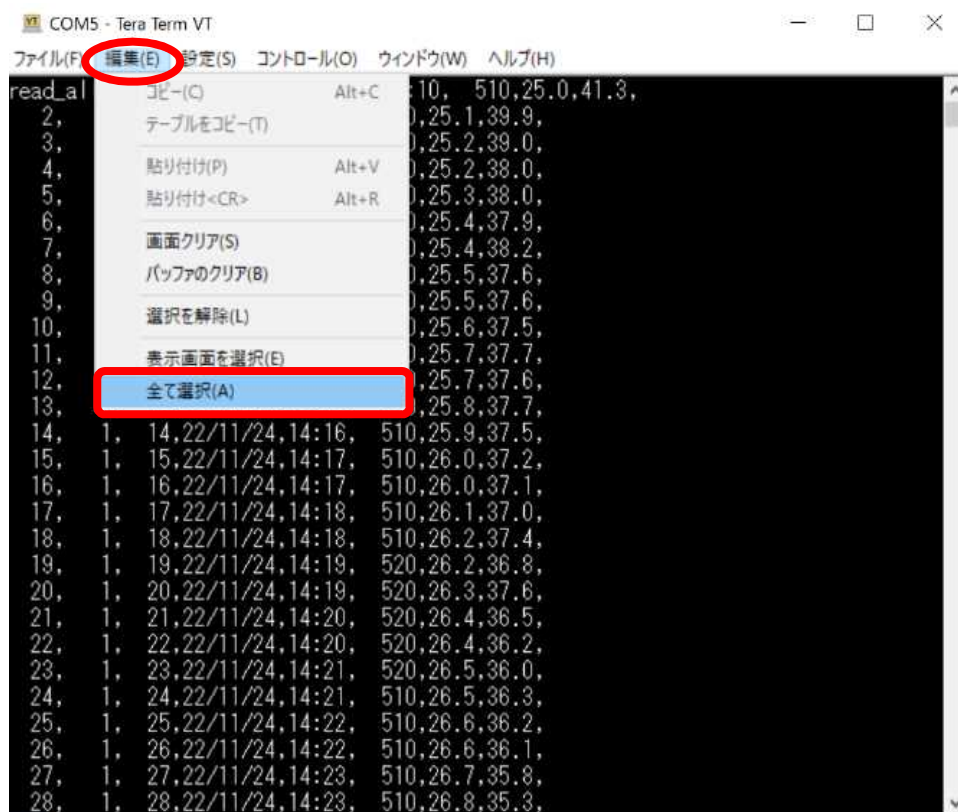 COM5 - Tera Term VT
ファイル(F) 編集(E) 設定(S) コントロール(O) ウィンドウ(W) ヘルプ(H)
read_al :10, 510,25.0,41.3,
コピー(C) Alt+C
2, ,25.1,39.9,
テーブルをコピー(T)
3, ,25.2,39.0,
4, ,25.2,38.0,
貼り付け(P) Alt+V
5, ,25.3,38.0,
貼り付け<CR> Alt+R
6, ,25.4,37.9,
画面クリア(S)
7, ,25.4,38.2,
8, ,25.5,37.6,
バッファのクリア(B)
9, ,25.5,37.6,
選択を解除(L)
10, ,25.6,37.5,
11, ,25.7,37.7,
表示画面を選択(E)
12, ,25.7,37.6,
全て選択(A)
13, ,25.8,37.7,
14, 1, 14,22/11/24,14:16, 510,25.9,37.5,
15, 1, 15,22/11/24,14:17, 510,26.0,37.2,
16, 1, 16,22/11/24,14:17, 510,26.0,37.1,
17, 1, 17,22/11/24,14:18, 510,26.1,37.0,
18, 1, 18,22/11/24,14:18, 510,26.2,37.4,
19, 1, 19,22/11/24,14:19, 520,26.2,36.8,
20, 1, 20,22/11/24,14:19, 520,26.3,37.6,
21, 1, 21,22/11/24,14:20, 520,26.4,36.5,
22, 1, 22,22/11/24,14:20, 520,26.4,36.2,
23, 1, 23,22/11/24,14:21, 520,26.5,36.0,
24, 1, 24,22/11/24,14:21, 510,26.5,36.3,
25, 1, 25,22/11/24,14:22, 510,26.6,36.2,
26, 1, 26,22/11/24,14:22, 510,26.6,36.1,
27, 1, 27,22/11/24,14:23, 510,26.7,35.8,
28, 1, 28,22/11/24,14:23, 510,26.8,35.3,